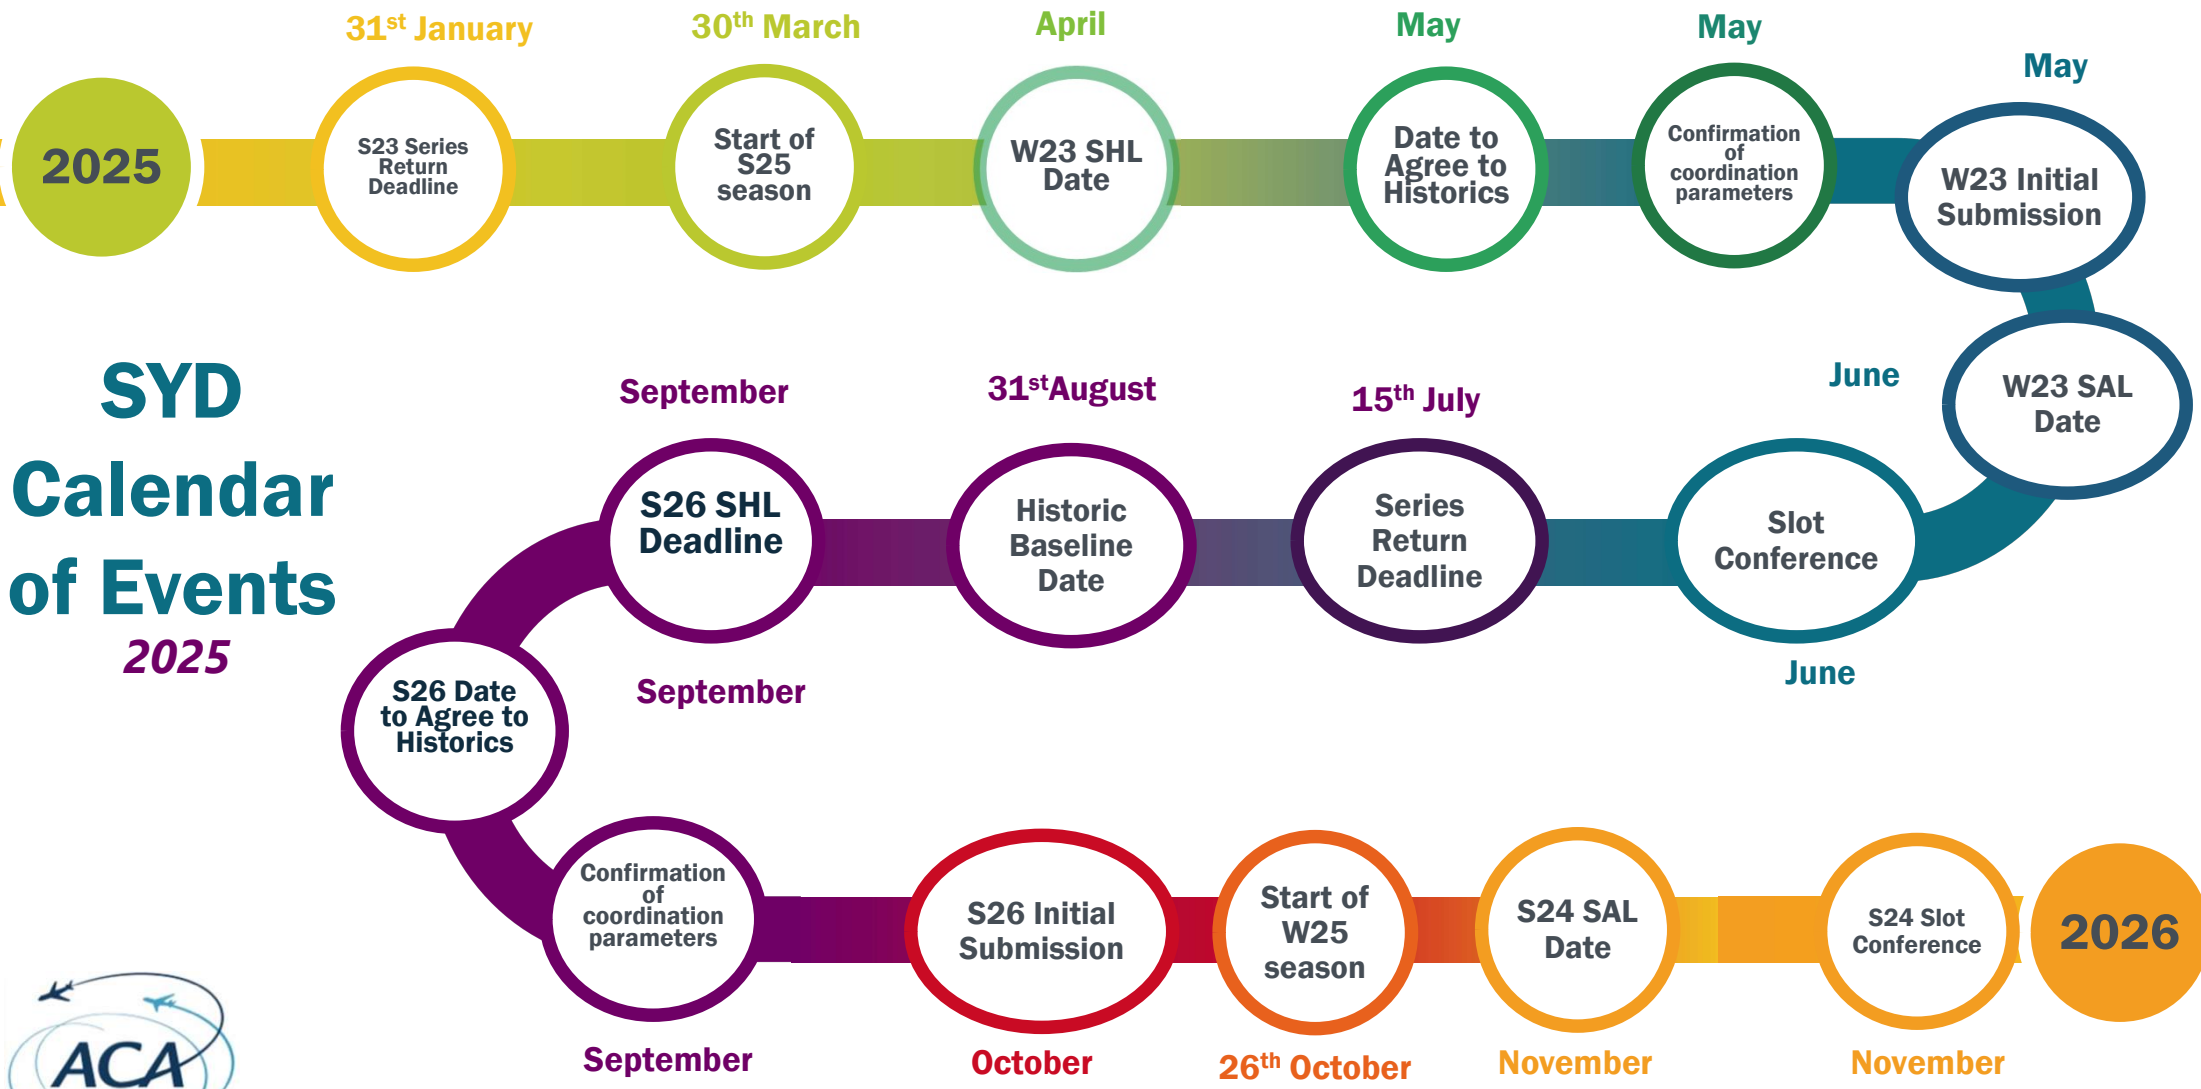 31st January
30th March
April
May
May
May
2025
S23 Series
Return
Deadline
Start of
S25
season
W23 SHL
Date
Date to
Agree to
Historics
Confirmation
of
coordination
parameters
W23 Initial
Submission
SYD
Calendar
of Events
2025
June
W23 SAL
Date
Slot
Conference
June
15th July
Series
Return
Deadline
31stAugust
Historic
Baseline
Date
September
S26 SHL
Deadline
September
S26 Date
to Agree to
Historics
Confirmation
of
coordination
parameters
September
S26 Initial
Submission
October
Start of
W25
season
26th October
S24 SAL
Date
November
S24 Slot
Conference
November
2026
ACA